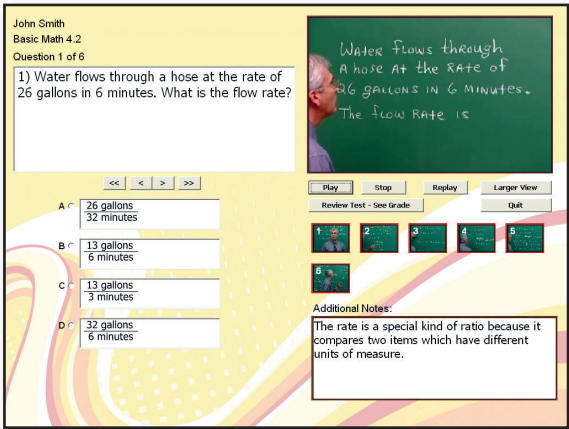 John Smith
Basic Math 4.2
Question 1 of 6
1) Water flows through a hose at the rate of
26 gallons in 6 minutes. What is the flow rate?
<<
<
>
>>
A
26 gallons
32 minutes
B
13 gallons
6 minutes
C
13 gallons
3 minutes
D
32 gallons
6 minutes
WATER flows through
A hose At the RAte of
26 gALLONS IN 6 MINUtes.
The flow RAte is
Play
Stop
Replay
Larger View
Review Test - See Grade
Quit
1
2
3
4
5
6
Additional Notes:
The rate is a special kind of ratio because it
compares two items which have different
units of measure.